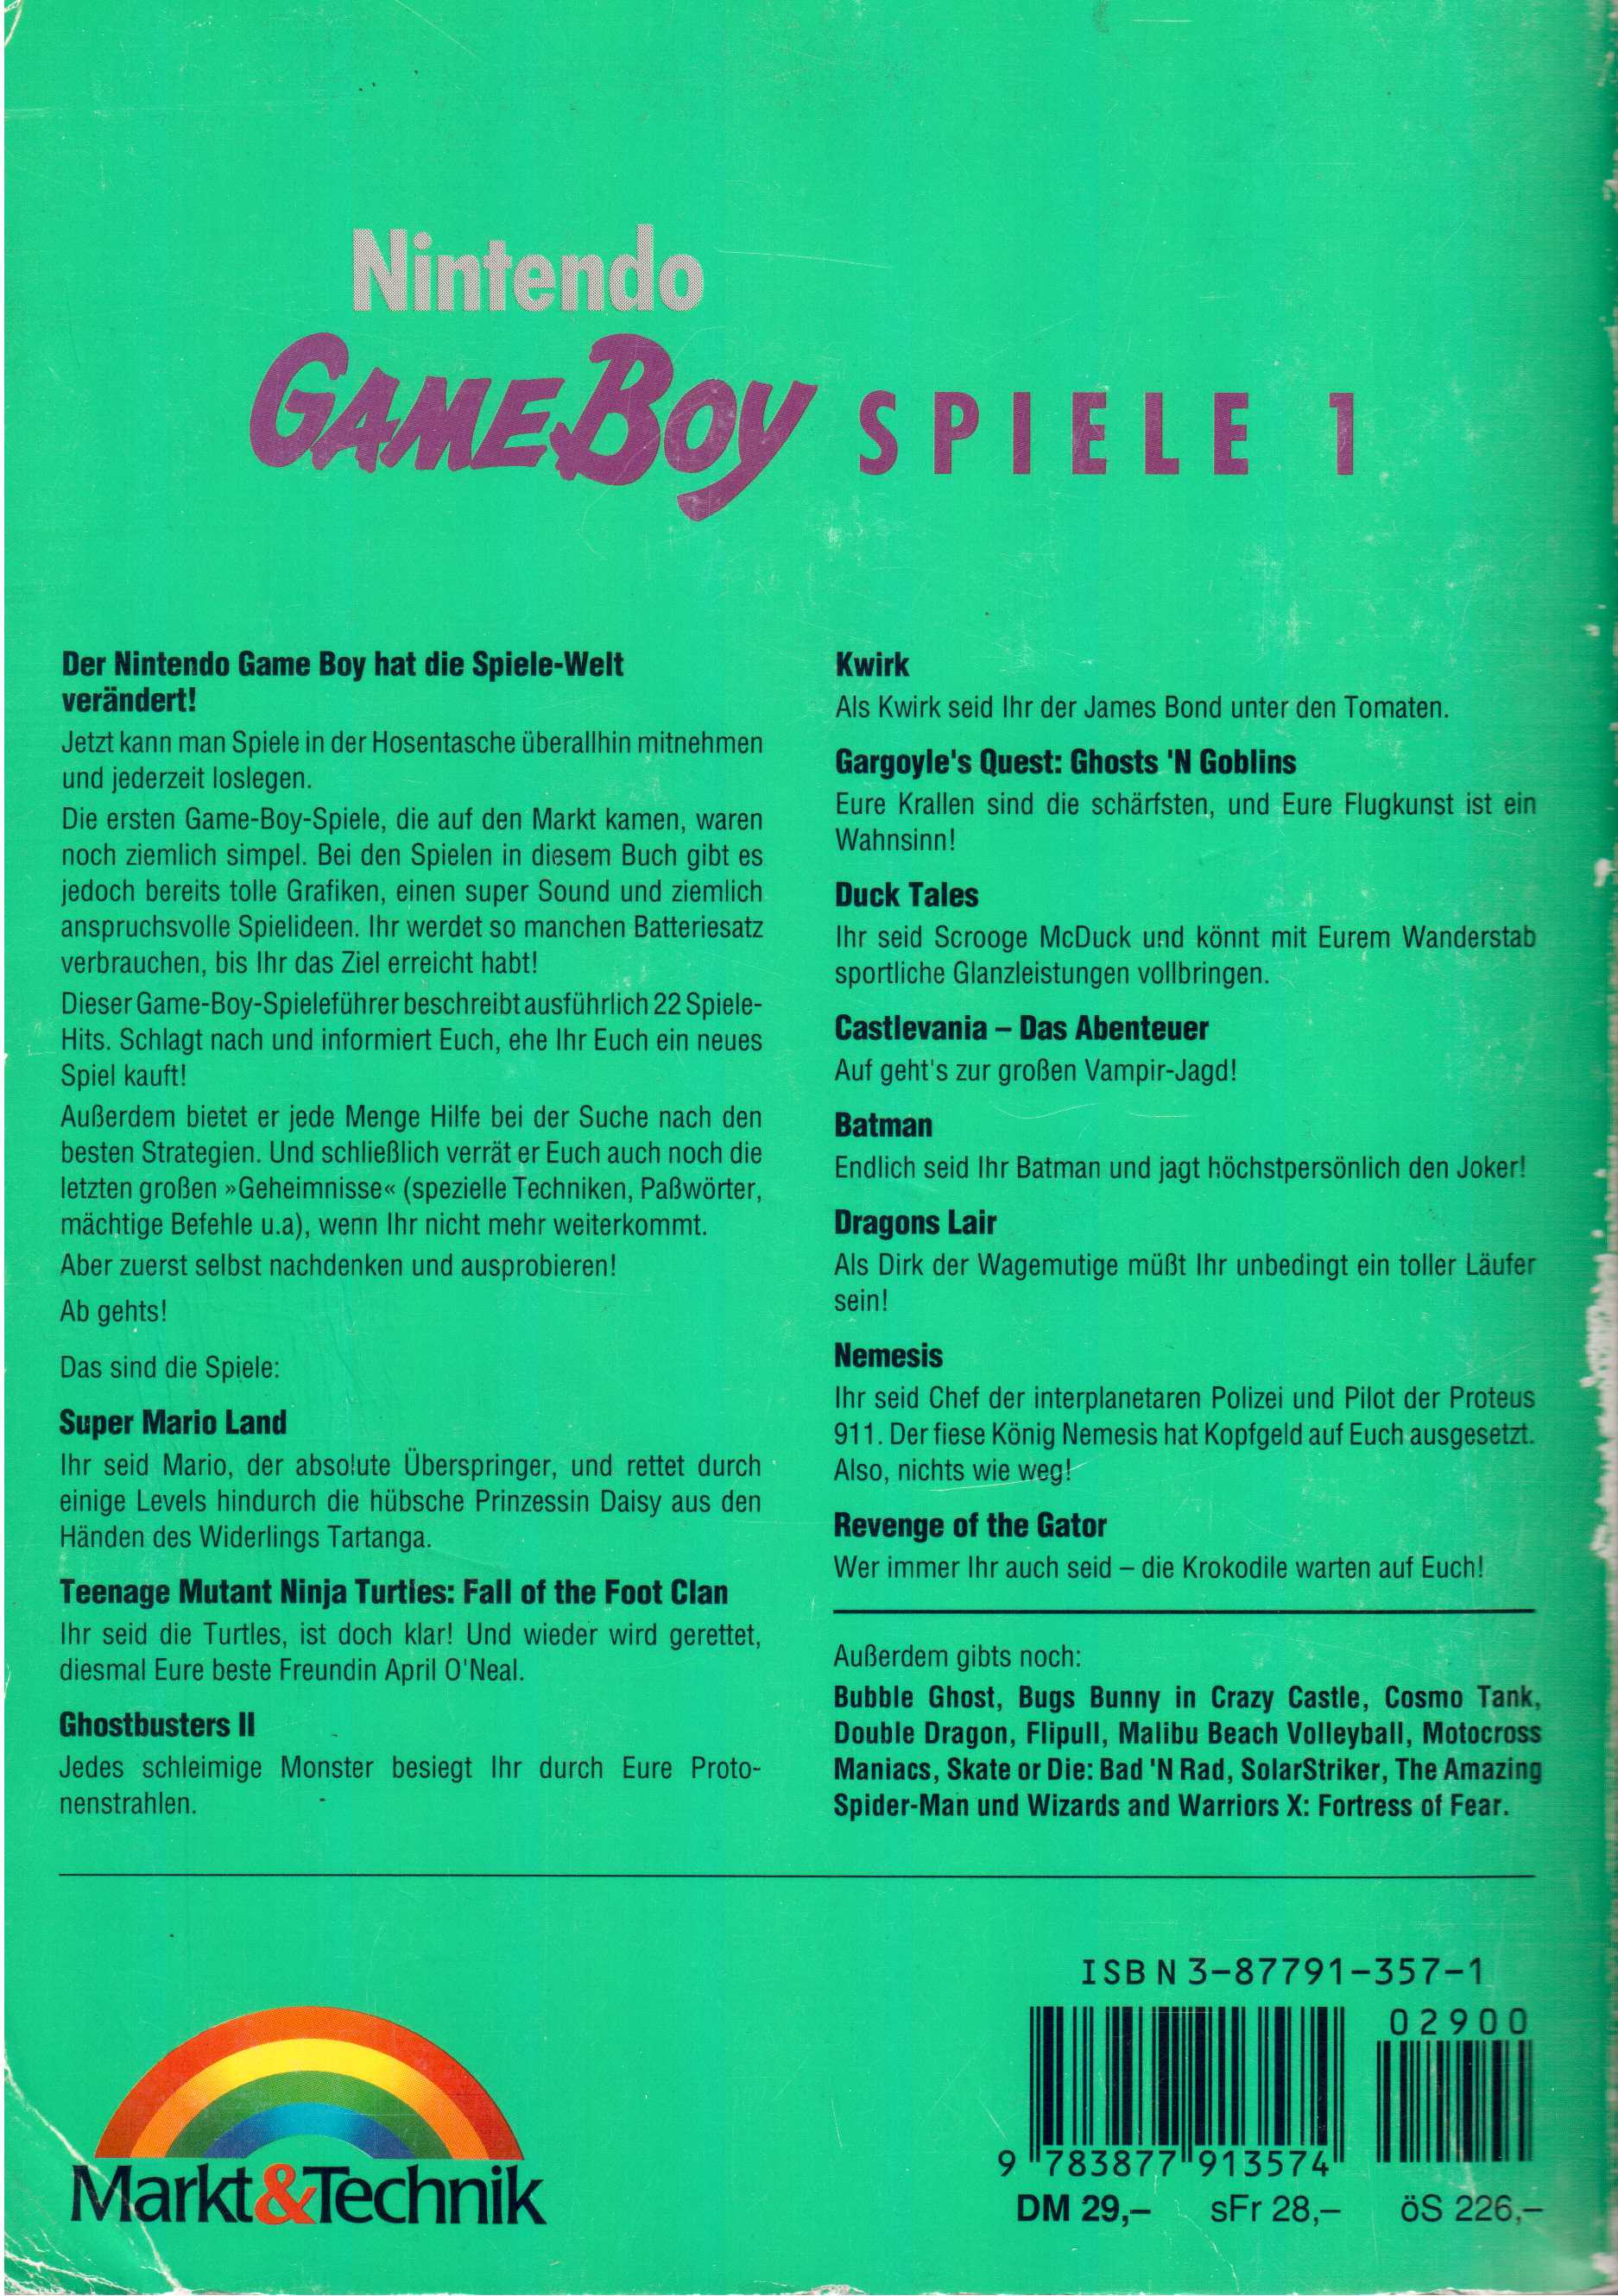 Nintendo
GAME BOY SPIELE 1
Der Nintendo Game Boy hat die Spiele-Welt
verändert!
Jetzt kann man Spiele in der Hosentasche überallhin mitnehmen
und jederzeit loslegen.
Die ersten Game-Boy-Spiele, die auf den Markt kamen, waren
noch ziemlich simpel. Bei den Spielen in diesem Buch gibt es
jedoch bereits tolle Grafiken, einen super Sound und ziemlich
anspruchsvolle Spielideen. Ihr werdet so manchen Batteriesatz
verbrauchen, bis Ihr das Ziel erreicht habt!
Dieser Game-Boy-Spieleführer beschreibt ausführlich 22 Spiele-
Hits. Schlagt nach und informiert Euch, ehe Ihr Euch ein neues
Spiel kauft!
Außerdem bietet er jede Menge Hilfe bei der Suche nach den
besten Strategien. Und schließlich verrät er Euch auch noch die
letzten großen »Geheimnisse« (spezielle Techniken, Paßwörter,
mächtige Befehle u.a), wenn Ihr nicht mehr weiterkommt.
Aber zuerst selbst nachdenken und ausprobieren!
Ab gehts!
Das sind die Spiele:
Super Mario Land
Ihr seid Mario, der absolute Überspringer, und rettet durch
einige Levels hindurch die hübsche Prinzessin Daisy aus den
Händen des Widerlings Tartanga.
Teenage Mutant Ninja Turtles: Fall of the Foot Clan
Ihr seid die Turtles, ist doch klar! Und wieder wird gerettet,
diesmal Eure beste Freundin April O'Neal.
Ghostbusters II
Jedes schleimige Monster besiegt Ihr durch Eure Proto-
nenstrahlen.
Kwirk
Als Kwirk seid Ihr der James Bond unter den Tomaten.
Gargoyle's Quest: Ghosts 'N Goblins
Eure Krallen sind die schärfsten, und Eure Flugkunst ist ein
Wahnsinn!
Duck Tales
Ihr seid Scrooge McDuck und könnt mit Eurem Wanderstab
sportliche Glanzleistungen vollbringen.
Castlevania – Das Abenteuer
Auf geht's zur großen Vampir-Jagd!
Batman
Endlich seid Ihr Batman und jagt höchstpersönlich den Joker!
Dragons Lair
Als Dirk der Wagemutige müßt Ihr unbedingt ein toller Läufer
sein!
Nemesis
Ihr seid Chef der interplanetaren Polizei und Pilot der Proteus
911. Der fiese König Nemesis hat Kopfgeld auf Euch ausgesetzt.
Also, nichts wie weg!
Revenge of the Gator
Wer immer Ihr auch seid – die Krokodile warten auf Euch!
Außerdem gibts noch:
Bubble Ghost, Bugs Bunny in Crazy Castle, Cosmo Tank,
Double Dragon, Flipull, Malibu Beach Volleyball, Motocross
Maniacs, Skate or Die: Bad 'N Rad, SolarStriker, The Amazing
Spider-Man und Wizards and Warriors X: Fortress of Fear.
Markt&Technik
ISBN 3-87791-357-1
02900
9 783877 913574
DM 29,– sFr 28,– öS 226,–